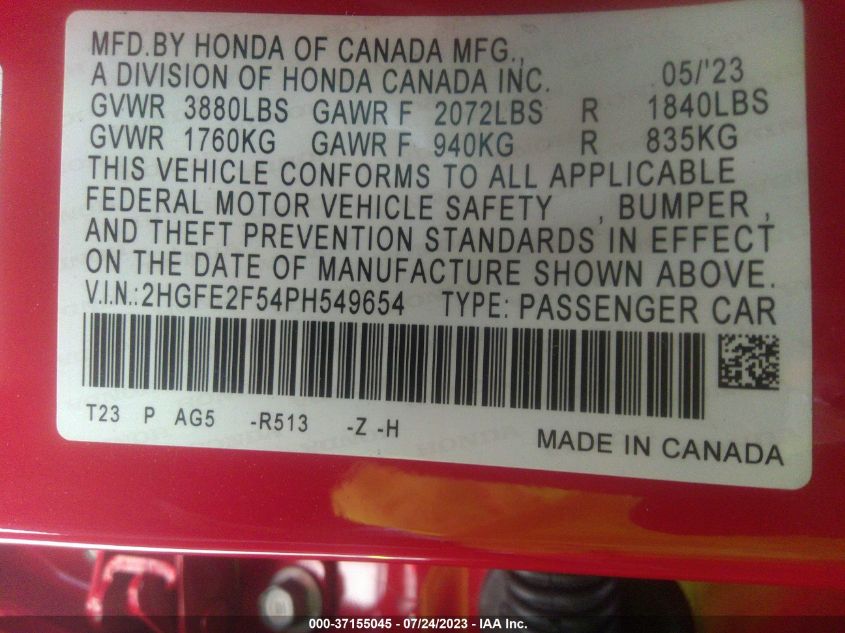 MFD.BY HONDA OF CANADA MFG.,
A DIVISION OF HONDA CANADA INC. 05/'23
GVWR 3880LBS GAWR F 2072LBS R 1840LBS
GVWR 1760KG GAWR F 940KG R 835KG
THIS VEHICLE CONFORMS TO ALL APPLICABLE
FEDERAL MOTOR VEHICLE SAFETY , BUMPER ,
AND THEFT PREVENTION STANDARDS IN EFFECT
ON THE DATE OF MANUFACTURE SHOWN ABOVE.
V.I.N.:2HGFE2F54PH549654 TYPE: PASSENGER CAR
T23 P AG5 -R513 -Z -H
MADE IN CANADA
000-37155045 - 07/24/2023 - IAA Inc.